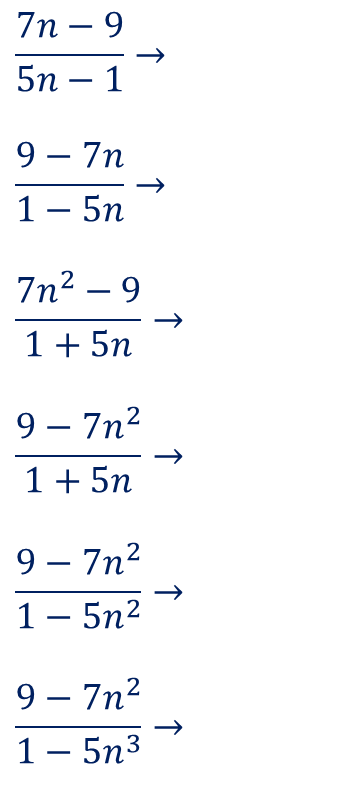 (7n − 9)/(5n − 1) →
(9 − 7n)/(1 − 5n) →
(7n² − 9)/(1 + 5n) →
(9 − 7n²)/(1 + 5n) →
(9 − 7n²)/(1 − 5n²) →
(9 − 7n²)/(1 − 5n³) →